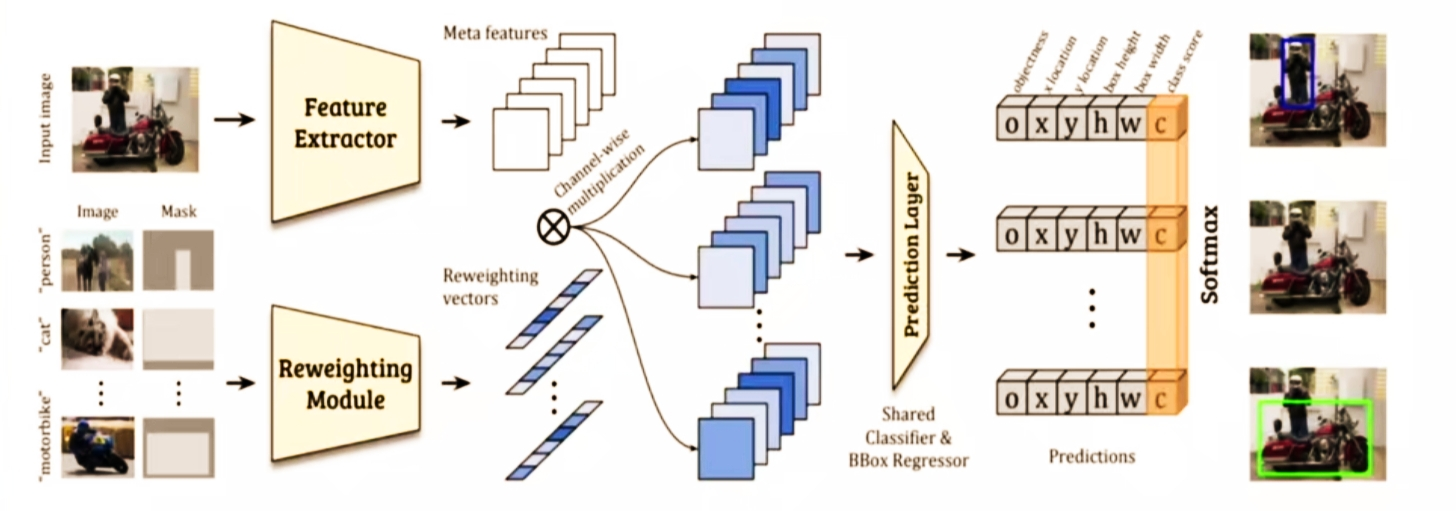 Input image
Feature
Extractor
Meta features
Channel-wise
multiplication
Image
Mask
"person"
"cat"
"motorbike"
Reweighting
Module
Reweighting
vectors
Prediction Layer
Shared
Classifier &
BBox Regressor
objectness
x location
y location
box height
box width
class score
o x y h w c
o x y h w c
o x y h w c
Predictions
Softmax